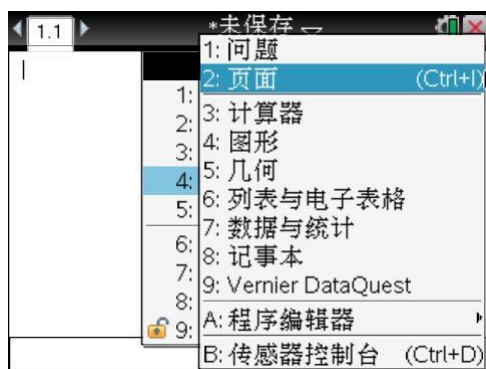 1.1
*未保存
1: 问题
2: 页面 (Ctrl+I)
3: 计算器
4: 图形
5: 几何
6: 列表与电子表格
7: 数据与统计
8: 记事本
9: Vernier DataQuest
A: 程序编辑器
B: 传感器控制台 (Ctrl+D)
1:
2:
3:
4:
5:
6:
7:
8:
9: